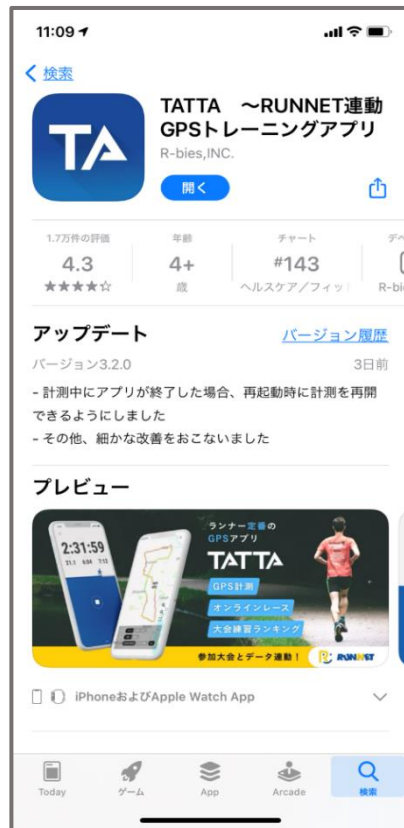 11:09
検索
TA
TATTA ～RUNNET連動
GPSトレーニングアプリ
R-bies,INC.
開く
1.7万件の評価
4.3
★★★★☆
年齢
4+
歳
チャート
#143
ヘルスケア／フィッ
デベ
R-bi
アップデート
バージョン履歴
バージョン3.2.0
3日前
- 計測中にアプリが終了した場合、再起動時に計測を再開
できるようにしました
- その他、細かな改善をおこないました
プレビュー
2:31:59
21.1 6:04 7:12
ランナー定番の
GPSアプリ
TATTA
GPS計測
オンラインレース
大会練習ランキング
参加大会とデータ連動！
RUNNET
iPhoneおよびApple Watch App
Today
ゲーム
App
Arcade
検索